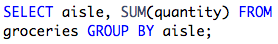 SELECT aisle, SUM(quantity) FROM
groceries GROUP BY aisle;